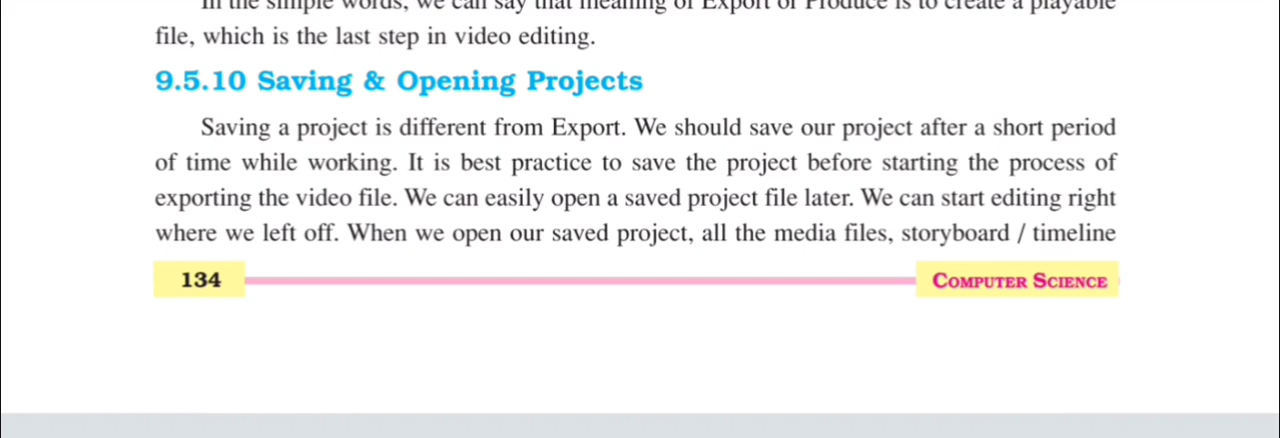 In the simple words, we can say that meaning of Export or Produce is to create a playable
file, which is the last step in video editing.
9.5.10 Saving & Opening Projects
Saving a project is different from Export. We should save our project after a short period
of time while working. It is best practice to save the project before starting the process of
exporting the video file. We can easily open a saved project file later. We can start editing right
where we left off. When we open our saved project, all the media files, storyboard / timeline
134
COMPUTER SCIENCE